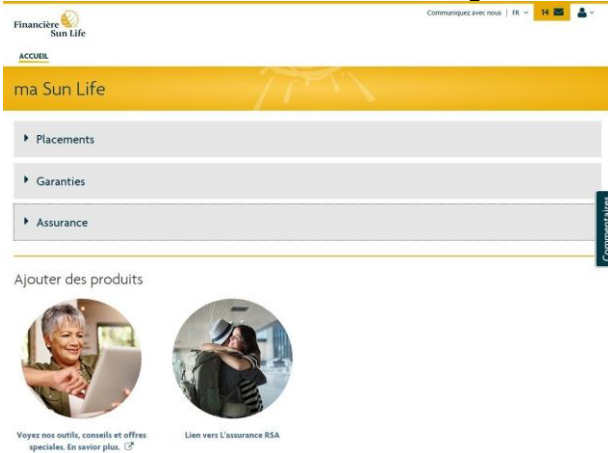 Financière
Sun Life
Communiquez avec nous | FR
14
ACCUEIL
ma Sun Life
Placements
Garanties
Assurance
Commentaires
Ajouter des produits
Voyez nos outils, conseils et offres
speciales. En savior plus.
Lien vers L'assurance RSA